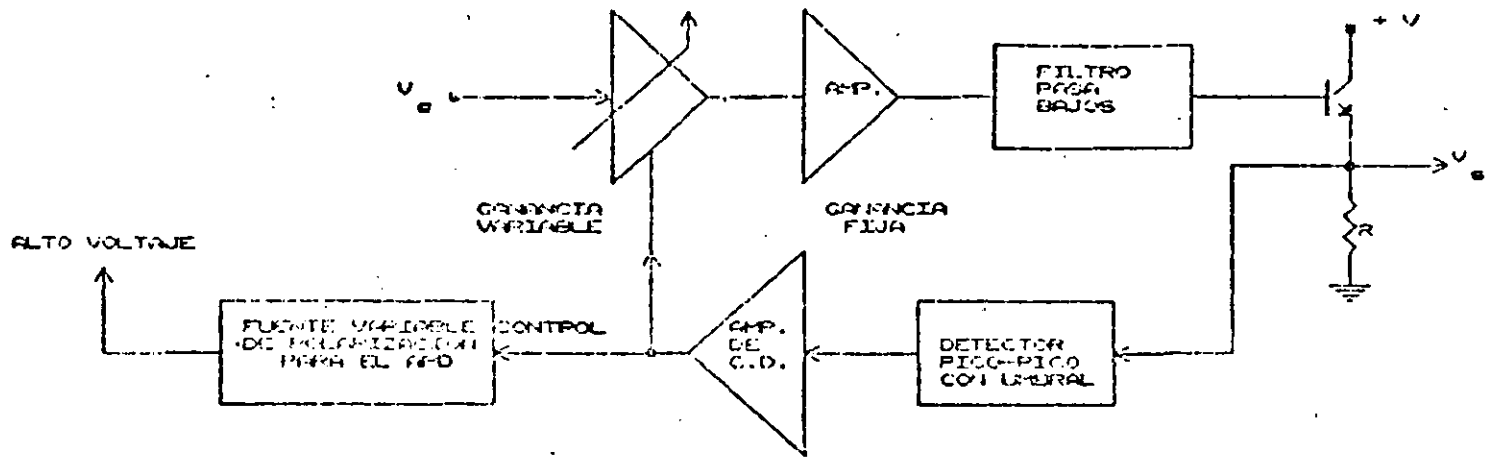 + V
V e
AMP.
FILTRO
PASA
BAJOS
V s
GANANCIA
VARIABLE
GANANCIA
FIJA
R
ALTO VOLTAJE
FUENTE VARIABLE
DE POLARIZACION
PARA EL APD
CONTROL
AMP.
DE
C.D.
DETECTOR
PICO-PICO
CON UMBRAL